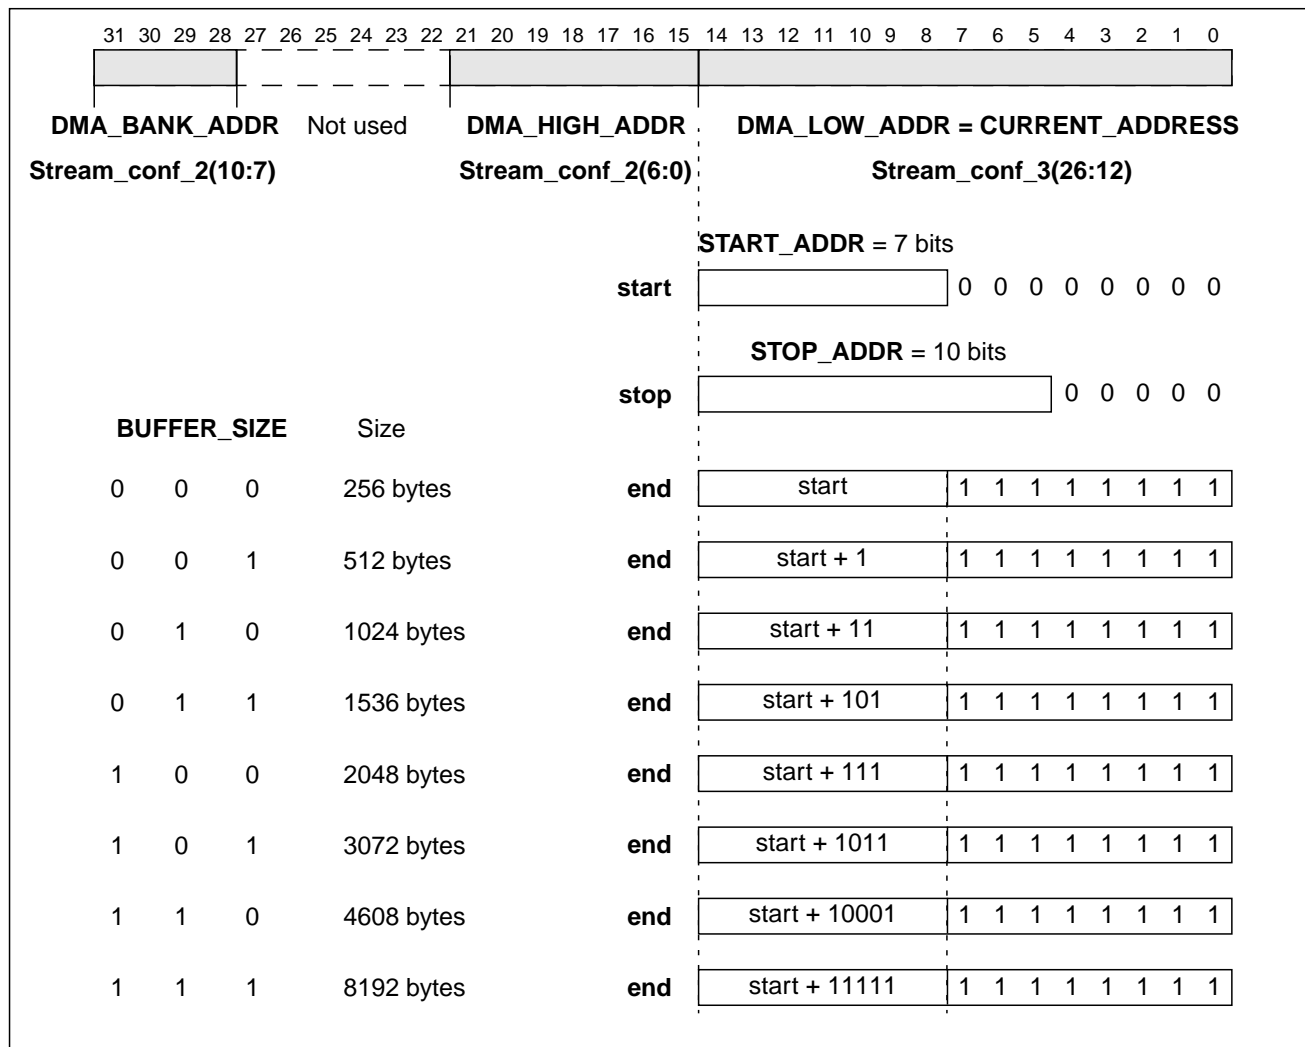 31 30 29 28 27 26 25 24 23 22 21 20 19 18 17 16 15 14 13 12 11 10 9 8 7 6 5 4 3 2 1 0
DMA_BANK_ADDR Not used DMA_HIGH_ADDR DMA_LOW_ADDR = CURRENT_ADDRESS
Stream_conf_2(10:7) Stream_conf_2(6:0) Stream_conf_3(26:12)
START_ADDR = 7 bits
start 0 0 0 0 0 0 0 0
STOP_ADDR = 10 bits
stop 0 0 0 0 0
BUFFER_SIZE Size
0 0 0 256 bytes end start 1 1 1 1 1 1 1 1
0 0 1 512 bytes end start + 1 1 1 1 1 1 1 1 1
0 1 0 1024 bytes end start + 11 1 1 1 1 1 1 1 1
0 1 1 1536 bytes end start + 101 1 1 1 1 1 1 1 1
1 0 0 2048 bytes end start + 111 1 1 1 1 1 1 1 1
1 0 1 3072 bytes end start + 1011 1 1 1 1 1 1 1 1
1 1 0 4608 bytes end start + 10001 1 1 1 1 1 1 1 1
1 1 1 8192 bytes end start + 11111 1 1 1 1 1 1 1 1